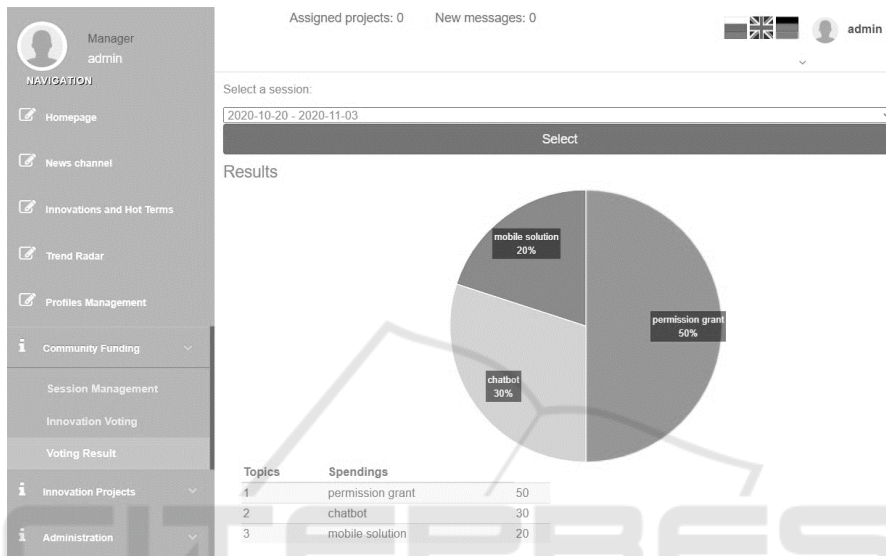 Manager
admin
NAVIGATION
Homepage
News channel
Innovations and Hot Terms
Trend Radar
Profiles Management
Community Funding
Session Management
Innovation Voting
Voting Result
Innovation Projects
Administration
Assigned projects: 0 New messages: 0
admin
Select a session:
2020-10-20 - 2020-11-03
Select
Results
mobile solution
20%
permission grant
50%
chatbot
30%
Topics Spendings
1 permission grant 50
2 chatbot 30
3 mobile solution 20